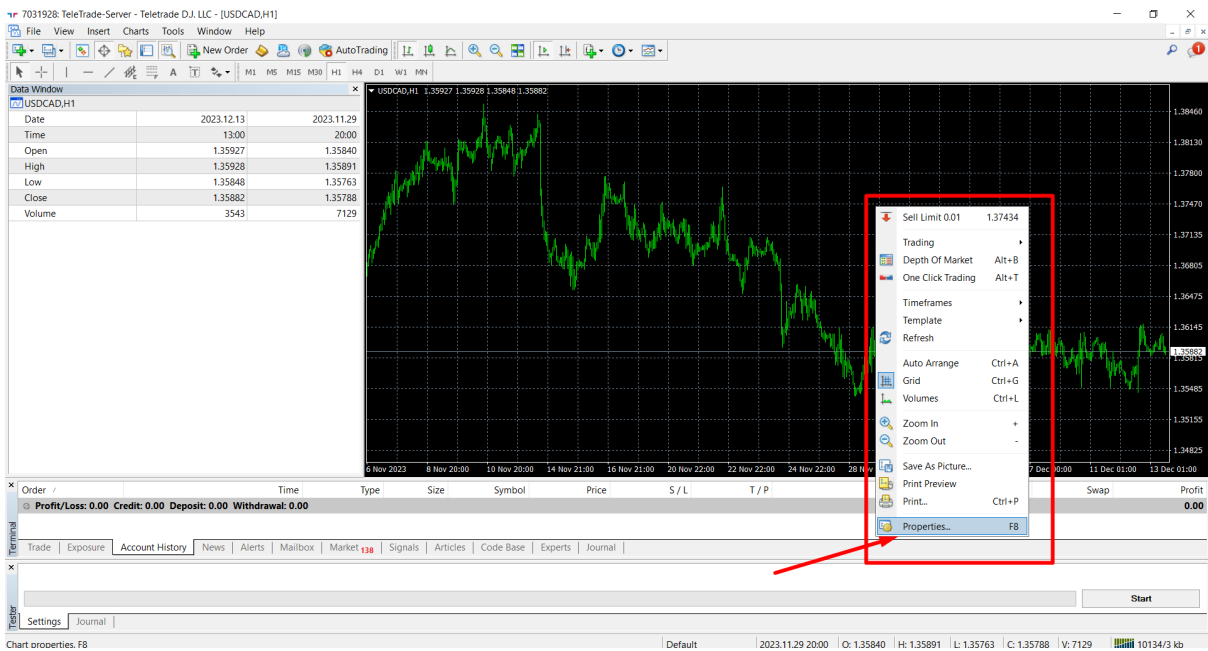 7031928: TeleTrade-Server - Teletrade D.J. LLC - [USDCAD,H1]
File View Insert Charts Tools Window Help
New Order AutoTrading
1
A T M1 M5 M15 M30 H1 H4 D1 W1 MN
Data Window
USDCAD,H1
Date 2023.12.13 2023.11.29
Time 13:00 20:00
Open 1.35927 1.35840
High 1.35928 1.35891
Low 1.35848 1.35763
Close 1.35882 1.35788
Volume 3543 7129
USDCAD,H1 1.35927 1.35928 1.35848 1.35882
1.38460
1.38130
1.37800
1.37470
1.37135
1.36805
1.36475
1.36145
1.35882
1.35815
1.35485
1.35155
1.34825
6 Nov 2023 8 Nov 20:00 10 Nov 20:00 14 Nov 21:00 16 Nov 21:00 20 Nov 22:00 22 Nov 22:00 24 Nov 22:00 28 Nov 7 Dec 00:00 11 Dec 01:00 13 Dec 01:00
Sell Limit 0.01 1.37434
Trading
Depth Of Market Alt+B
One Click Trading Alt+T
Timeframes
Template
Refresh
Auto Arrange Ctrl+A
Grid Ctrl+G
Volumes Ctrl+L
Zoom In +
Zoom Out -
Save As Picture...
Print Preview
Print... Ctrl+P
Properties... F8
Order / Time Type Size Symbol Price S / L T / P Swap Profit
Profit/Loss: 0.00 Credit: 0.00 Deposit: 0.00 Withdrawal: 0.00 0.00
Terminal
Trade Exposure Account History News Alerts Mailbox Market 138 Signals Articles Code Base Experts Journal
Start
Tester
Settings Journal
Chart properties, F8 Default 2023.11.29 20:00 O: 1.35840 H: 1.35891 L: 1.35763 C: 1.35788 V: 7129 10134/3 kb